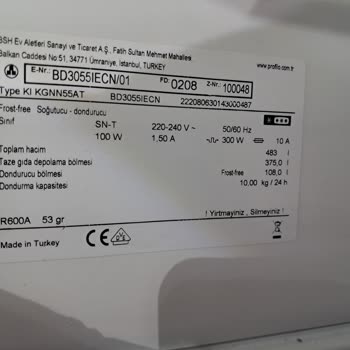 BSH Ev Aletleri Sanayi ve Ticaret A.Ş., Fatih Sultan Mehmet Mahallesi
Balkan Caddesi No 51, 34771 Ümraniye, İstanbul, TURKEY
www.profilo.com.tr
E-Nr. BD3055IECN/01 FD: 0208 Z-Nr. 100048
Type KI KGNN55AT BD3055IECN 222080630143000487
Frost-free Soğutucu - dondurucu
Sınıf SN-T 220-240 V~ 50/60 Hz
100 W 1,50 A 300 W 10 A
Toplam hacim 483 l
Taze gıda depolama bölmesi 375,0 l
Dondurucu bölmesi Frost-free 108,0 l
Dondurma kapasitesi 10,00 kg / 24 h
R600A 53 gr ! Yırtmayiniz , Silmeyiniz !
Made in Turkey CE